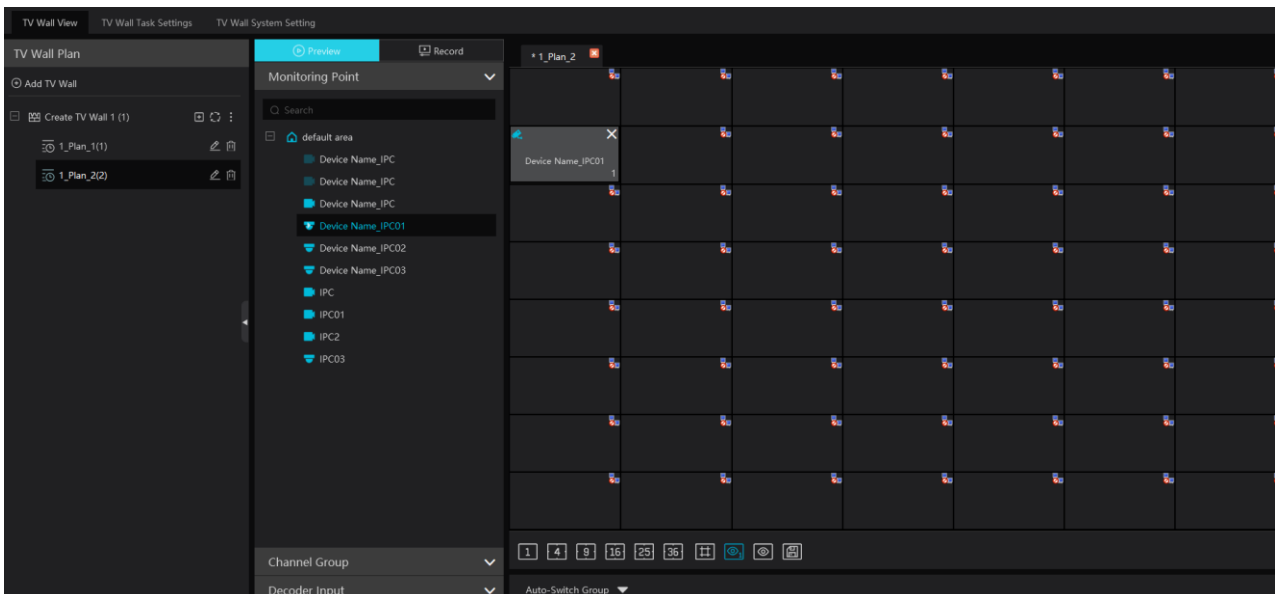 TV Wall View TV Wall Task Settings TV Wall System Setting
TV Wall Plan
Add TV Wall
Create TV Wall 1 (1)
1_Plan_1(1)
1_Plan_2(2)
Preview Record
Monitoring Point
Search
default area
Device Name_IPC
Device Name_IPC
Device Name_IPC
Device Name_IPC01
Device Name_IPC02
Device Name_IPC03
IPC
IPC01
IPC2
IPC03
Channel Group
Decoder Input
* 1_Plan_2
Device Name_IPC01
1
1 4 9 16 25 36
Auto-Switch Group